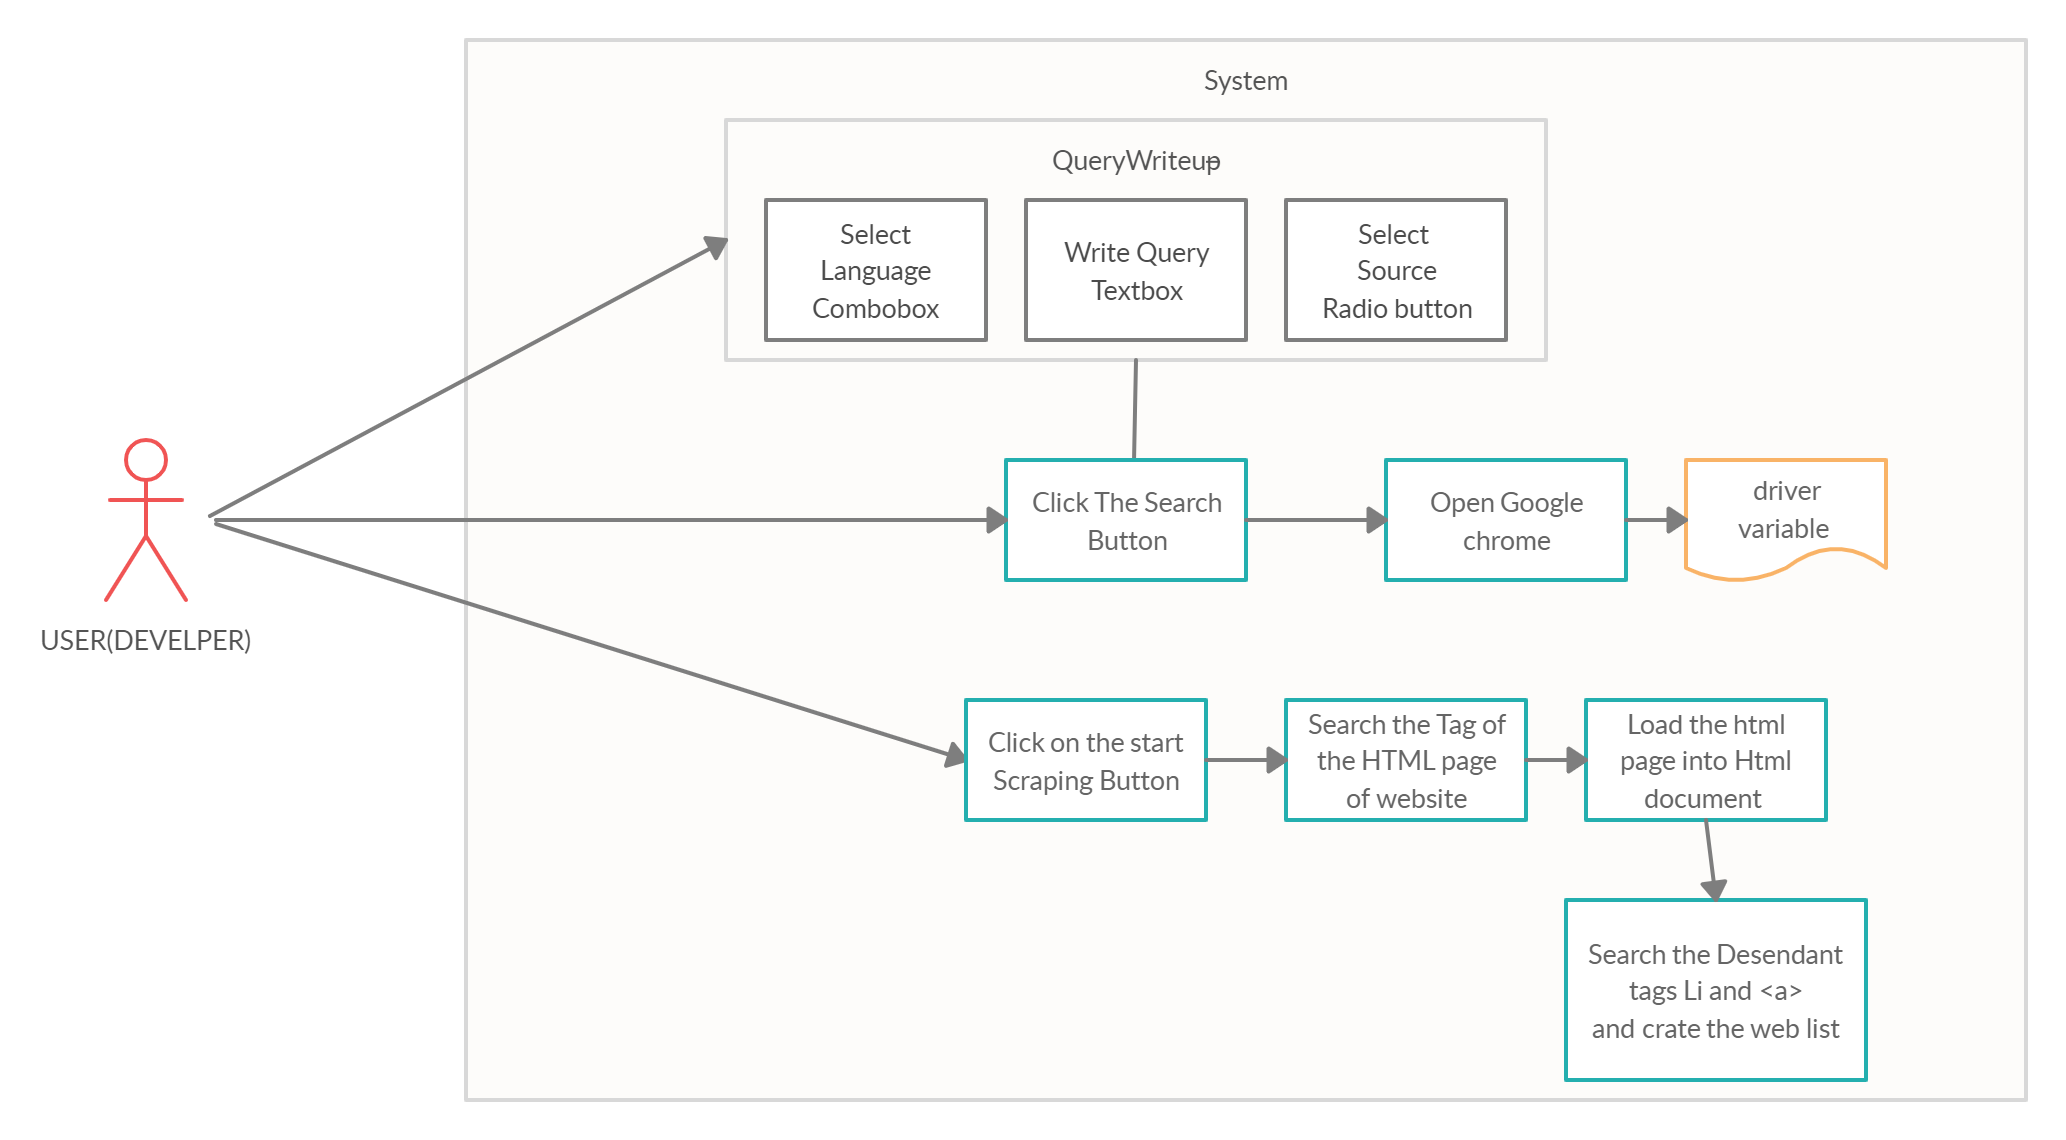 System
QueryWriteup
Select
Language
Combobox
Write Query
Textbox
Select
Source
Radio button
Click The Search
Button
Open Google
chrome
driver
variable
USER(DEVELPER)
Click on the start
Scraping Button
Search the Tag of
the HTML page
of website
Load the html
page into Html
document
Search the Desendant
tags Li and <a>
and crate the web list